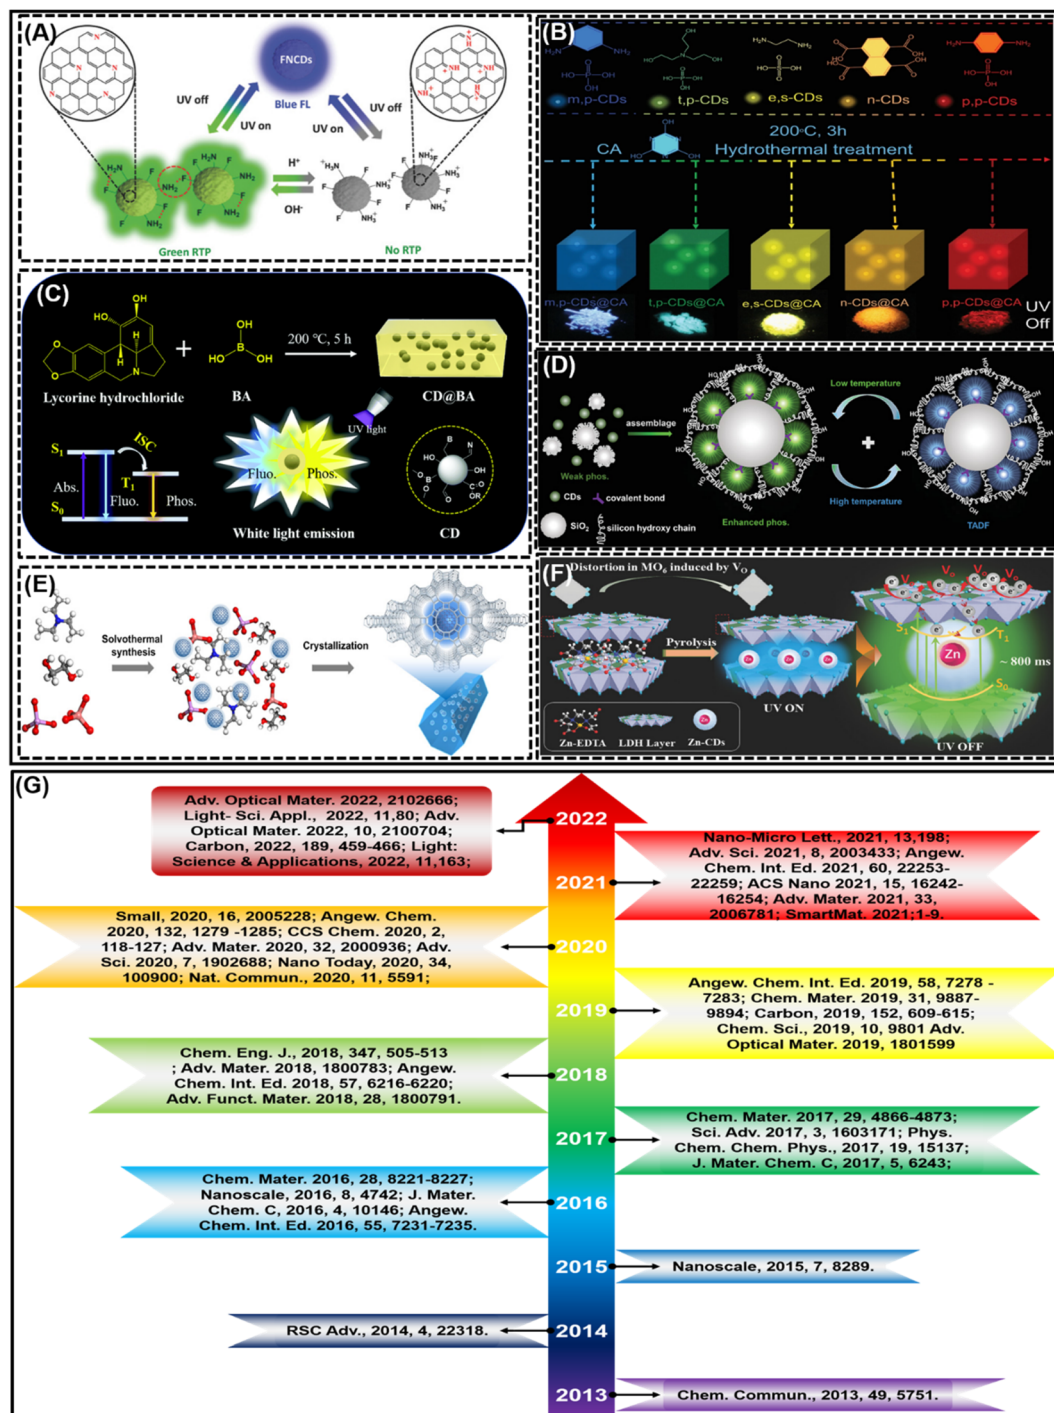 (A)
N
N
N
N
N
FNCDs
Blue FL
UV off
UV on
UV off
UV on
H⁺
OH⁻
Green RTP
No RTP
(B)
m,p-CDs
t,p-CDs
e,s-CDs
n-CDs
p,p-CDs
CA
200°C, 3h
Hydrothermal treatment
m,p-CDs@CA
t,p-CDs@CA
e,s-CDs@CA
n-CDs@CA
p,p-CDs@CA
UV
Off
(C)
Lycorine hydrochloride
+
BA
200 °C, 5 h
CD@BA
UV light
S₁
ISC
T₁
Abs.
Fluo.
Phos.
S₀
Fluo.
Phos.
White light emission
CD
(D)
assemblage
Weak phos.
CDs
covalent bond
SiO₂
silicon hydroxy chain
Enhanced phos.
Low temperature
+
High temperature
TADF
(E)
Solvothermal
synthesis
Crystallization
(F)
Distortion in MO₆ induced by Vₒ
Pyrolysis
Zn
Zn
Zn
UV ON
Zn-EDTA
LDH Layer
Zn-CDs
S₁
T₁
Zn
~ 800 ms
S₀
UV OFF
(G)
2022
Adv. Optical Mater. 2022, 2102666;
Light- Sci. Appl., 2022, 11,80; Adv.
Optical Mater. 2022, 10, 2100704;
Carbon, 2022, 189, 459-466; Light:
Science & Applications, 2022, 11,163;
2021
Nano-Micro Lett., 2021, 13,198;
Adv. Sci. 2021, 8, 2003433; Angew.
Chem. Int. Ed. 2021, 60, 22253-
22259; ACS Nano 2021, 15, 16242-
16254; Adv. Mater. 2021, 33,
2006781; SmartMat. 2021;1-9.
2020
Small, 2020, 16, 2005228; Angew. Chem.
2020, 132, 1279 -1285; CCS Chem. 2020, 2,
118-127; Adv. Mater. 2020, 32, 2000936; Adv.
Sci. 2020, 7, 1902688; Nano Today, 2020, 34,
100900; Nat. Commun., 2020, 11, 5591;
2019
Angew. Chem. Int. Ed. 2019, 58, 7278 -
7283; Chem. Mater. 2019, 31, 9887-
9894; Carbon, 2019, 152, 609-615;
Chem. Sci., 2019, 10, 9801 Adv.
Optical Mater. 2019, 1801599
2018
Chem. Eng. J., 2018, 347, 505-513
; Adv. Mater. 2018, 1800783; Angew.
Chem. Int. Ed. 2018, 57, 6216-6220;
Adv. Funct. Mater. 2018, 28, 1800791.
2017
Chem. Mater. 2017, 29, 4866-4873;
Sci. Adv. 2017, 3, 1603171; Phys.
Chem. Chem. Phys., 2017, 19, 15137;
J. Mater. Chem. C, 2017, 5, 6243;
2016
Chem. Mater. 2016, 28, 8221-8227;
Nanoscale, 2016, 8, 4742; J. Mater.
Chem. C, 2016, 4, 10146; Angew.
Chem. Int. Ed. 2016, 55, 7231-7235.
2015
Nanoscale, 2015, 7, 8289.
2014
RSC Adv., 2014, 4, 22318.
2013
Chem. Commun., 2013, 49, 5751.